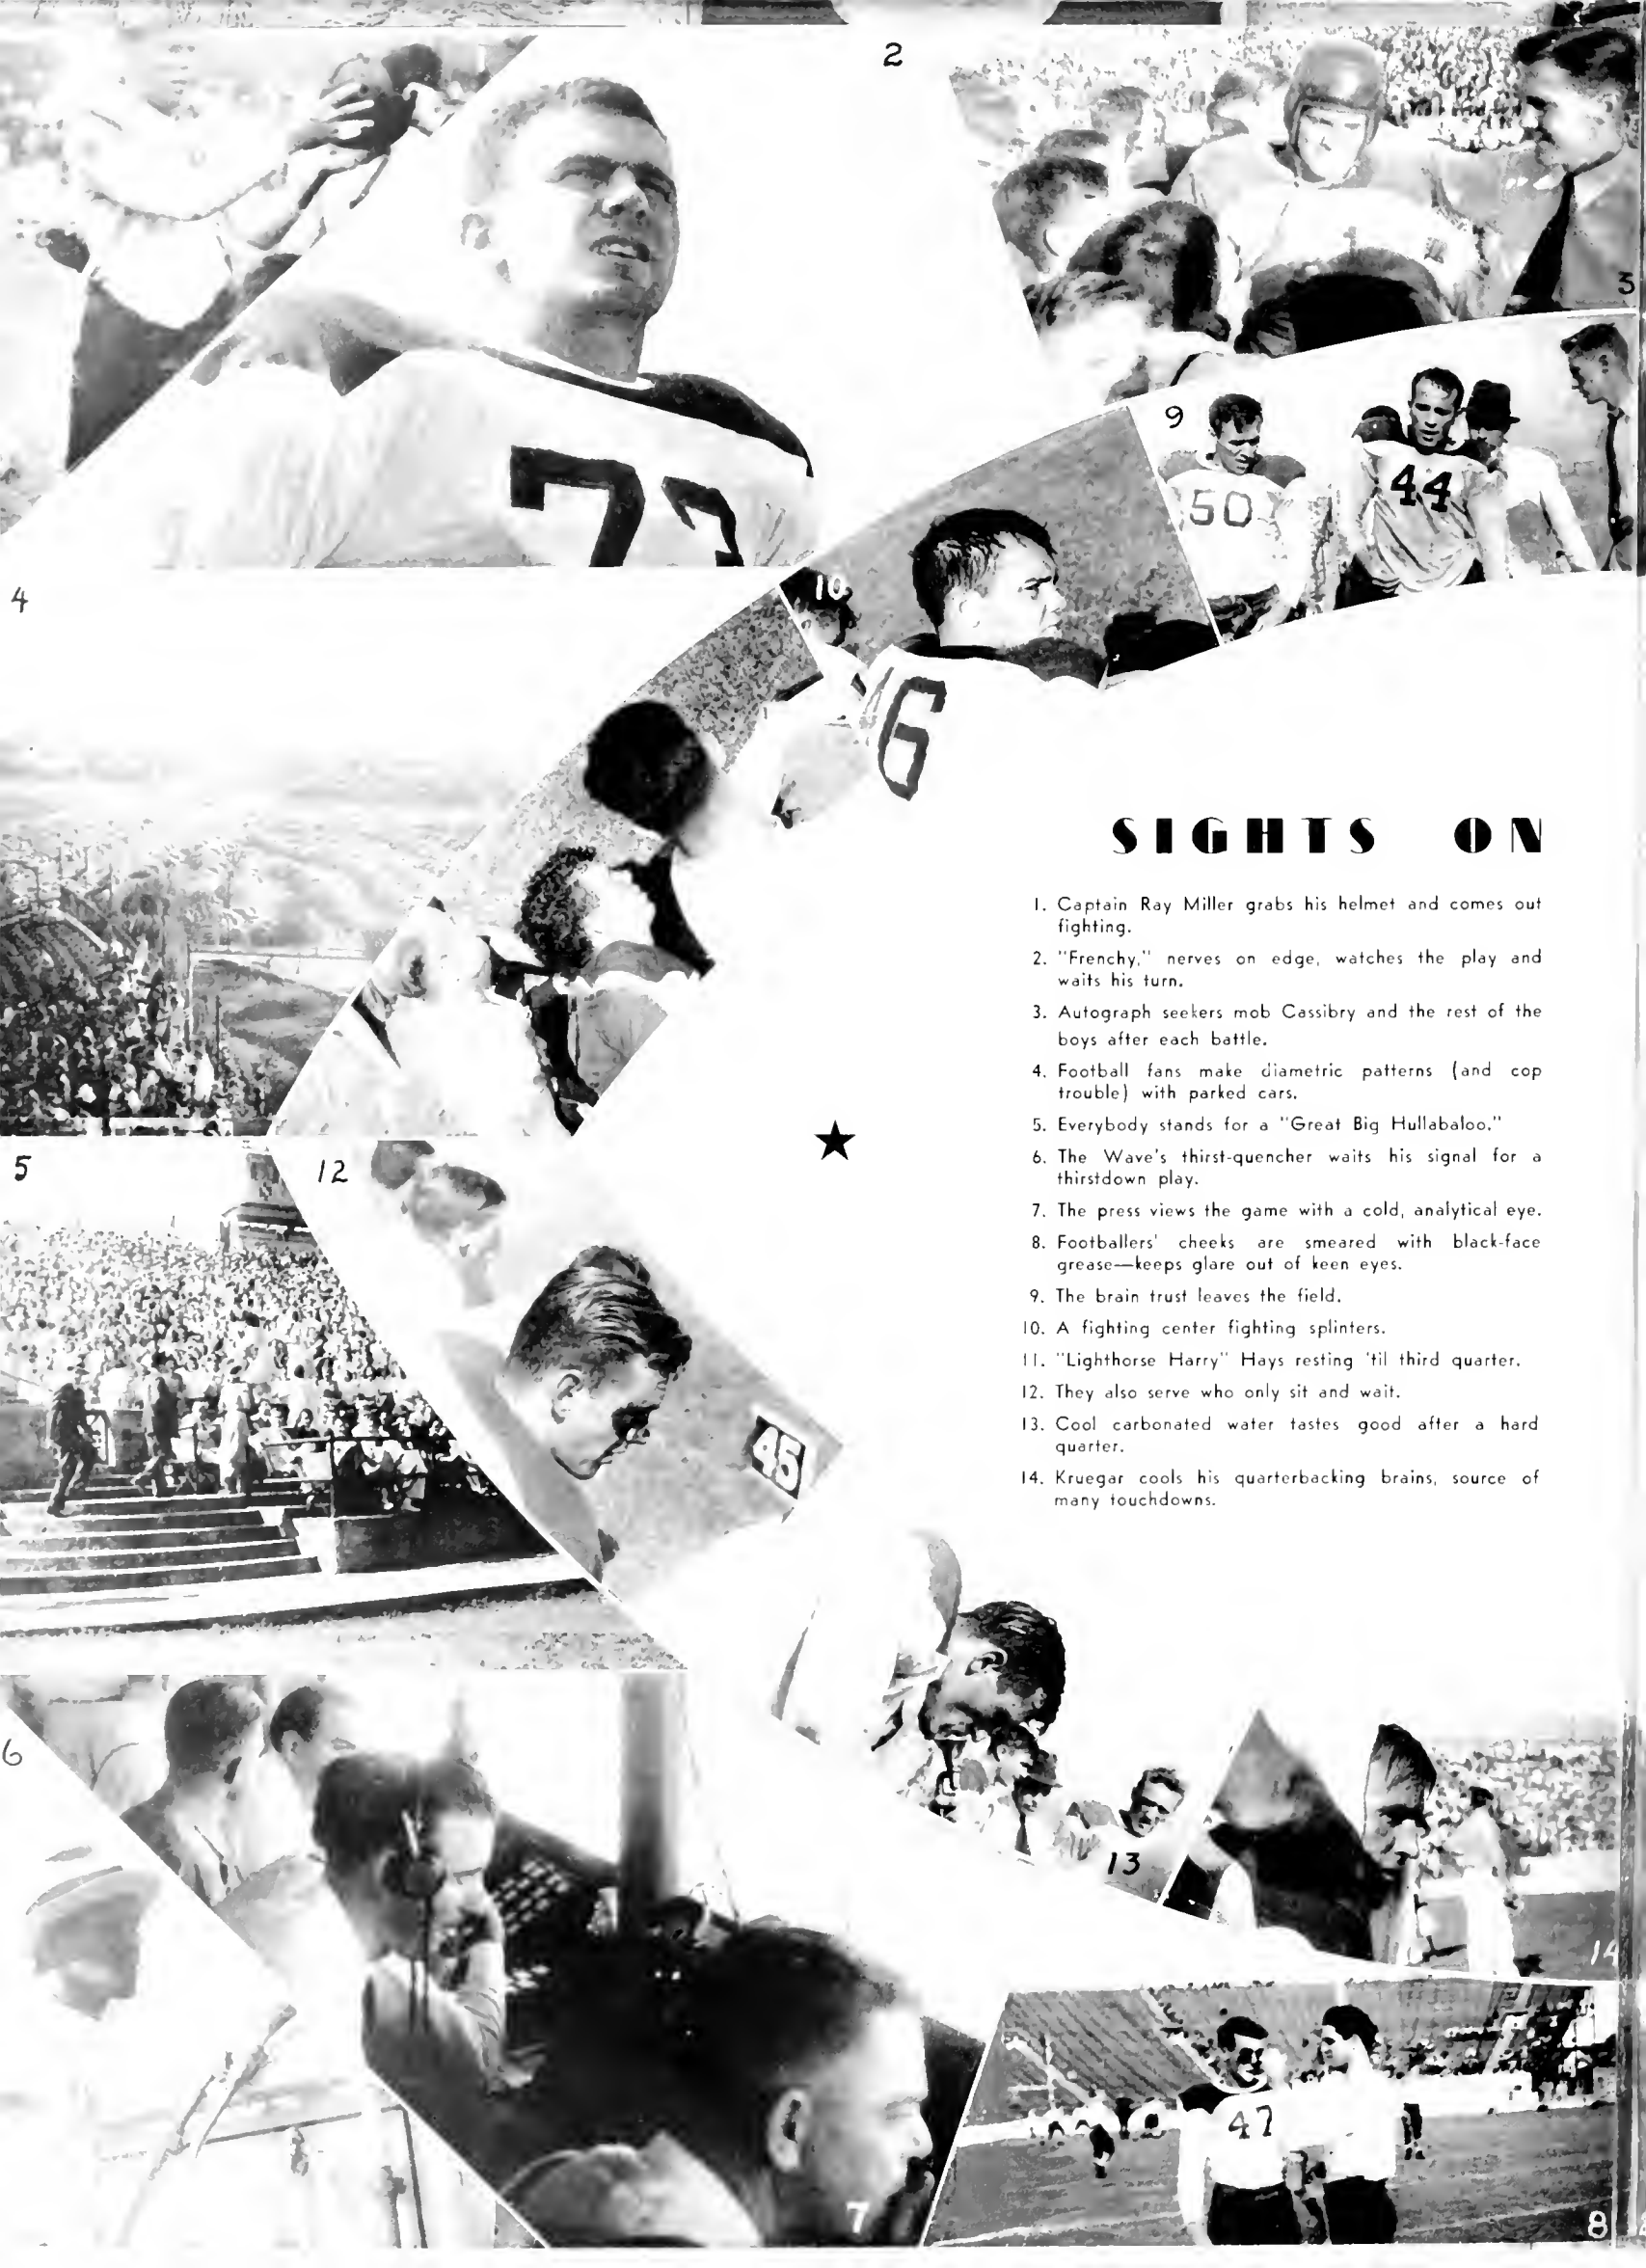 2
3
77
9
50
44
4
10
6
SIGHTS ON
1. Captain Ray Miller grabs his helmet and comes out
fighting.
2. "Frenchy," nerves on edge, watches the play and
waits his turn.
3. Autograph seekers mob Cassibry and the rest of the
boys after each battle.
4. Football fans make diametric patterns (and cop
trouble) with parked cars.
5. Everybody stands for a "Great Big Hullabaloo."
6. The Wave's thirst-quencher waits his signal for a
thirstdown play.
7. The press views the game with a cold, analytical eye.
8. Footballers' cheeks are smeared with black-face
grease—keeps glare out of keen eyes.
9. The brain trust leaves the field.
10. A fighting center fighting splinters.
11. "Lighthorse Harry" Hays resting 'til third quarter.
12. They also serve who only sit and wait.
13. Cool carbonated water tastes good after a hard
quarter.
14. Kruegar cools his quarterbacking brains, source of
many touchdowns.
5
12
45
6
13
14
47
7
8